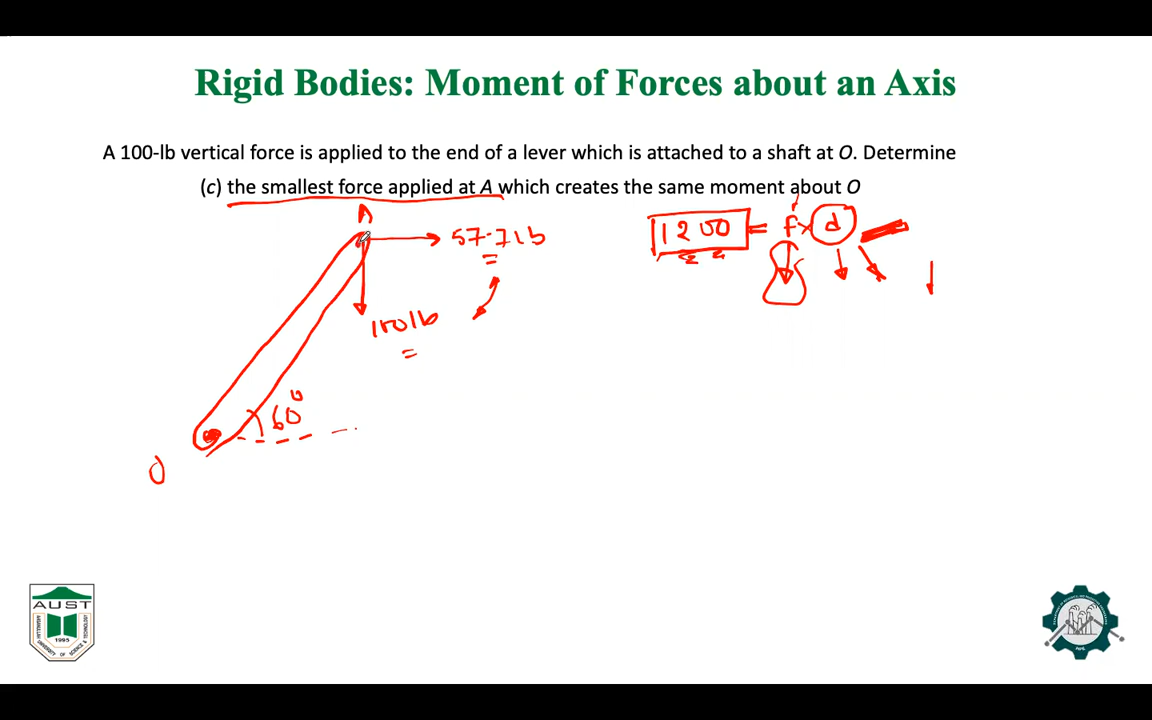 Rigid Bodies: Moment of Forces about an Axis
A 100-lb vertical force is applied to the end of a lever which is attached to a shaft at O. Determine
(c) the smallest force applied at A which creates the same moment about O
A
1200 = f x d
57.7 lb
100 lb
=
60°
O
AUST
1995